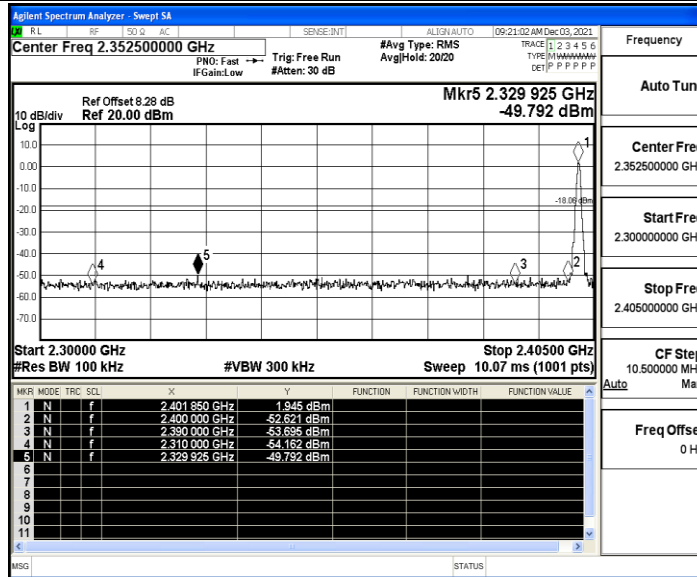 Agilent Spectrum Analyzer - Swept SA
RL RF 50 Ω AC SENSE:INT ALIGN AUTO 09:21:02 AM Dec 03, 2021
Center Freq 2.352500000 GHz
PNO: Fast Trig: Free Run #Avg Type: RMS TRACE 1 2 3 4 5 6
IFGain:Low #Atten: 30 dB Avg|Hold: 20/20 TYPE M WWWWW
DET P P P P P P
Mkr5 2.329 925 GHz
-49.792 dBm
Ref Offset 8.28 dB
10 dB/div Ref 20.00 dBm
Log
10.0
0.00
-10.0
-20.0
-30.0
-40.0
-50.0
-60.0
-70.0
-18.06 dBm
1
2
3
4
5
Start 2.30000 GHz Stop 2.40500 GHz
#Res BW 100 kHz #VBW 300 kHz Sweep 10.07 ms (1001 pts)
MKR MODE TRC SCL X Y FUNCTION FUNCTION WIDTH FUNCTION VALUE
1 N f 2.401 850 GHz 1.945 dBm
2 N f 2.400 000 GHz -52.621 dBm
3 N f 2.390 000 GHz -53.695 dBm
4 N f 2.310 000 GHz -54.162 dBm
5 N f 2.329 925 GHz -49.792 dBm
6
7
8
9
10
11
MSG STATUS
Frequency
Auto Tun
Center Fre
2.352500000 GH
Start Fre
2.300000000 GH
Stop Fre
2.405000000 GH
CF Step
10.500000 MH
Auto Ma
Freq Offse
0 H